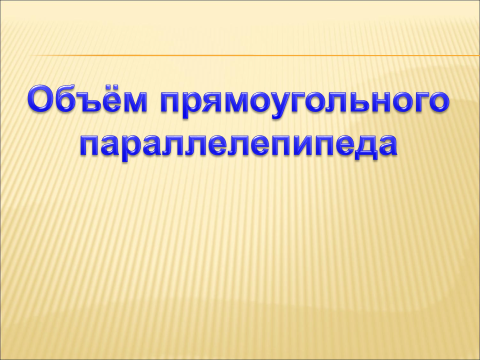 Объём прямоугольного
параллелепипеда